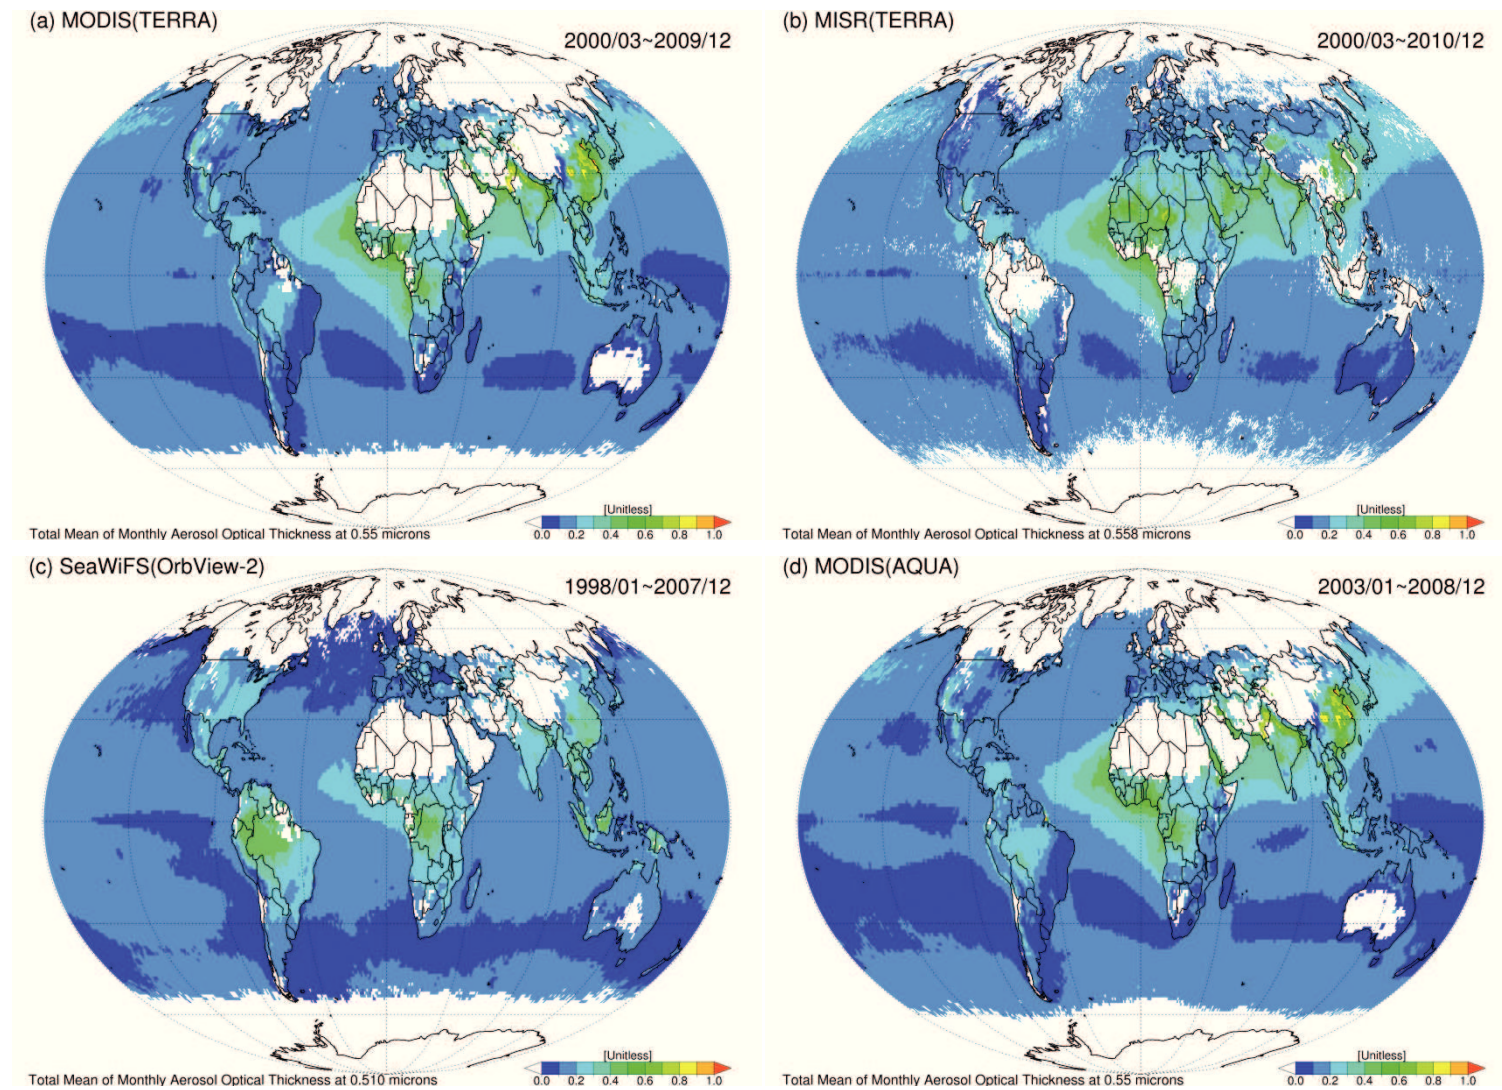 (a) MODIS(TERRA)
2000/03~2009/12
[Unitless]
Total Mean of Monthly Aerosol Optical Thickness at 0.55 microns
0.0 0.2 0.4 0.6 0.8 1.0
(b) MISR(TERRA)
2000/03~2010/12
[Unitless]
Total Mean of Monthly Aerosol Optical Thickness at 0.558 microns
0.0 0.2 0.4 0.6 0.8 1.0
(c) SeaWiFS(OrbView-2)
1998/01~2007/12
[Unitless]
Total Mean of Monthly Aerosol Optical Thickness at 0.510 microns
0.0 0.2 0.4 0.6 0.8 1.0
(d) MODIS(AQUA)
2003/01~2008/12
[Unitless]
Total Mean of Monthly Aerosol Optical Thickness at 0.55 microns
0.0 0.2 0.4 0.6 0.8 1.0